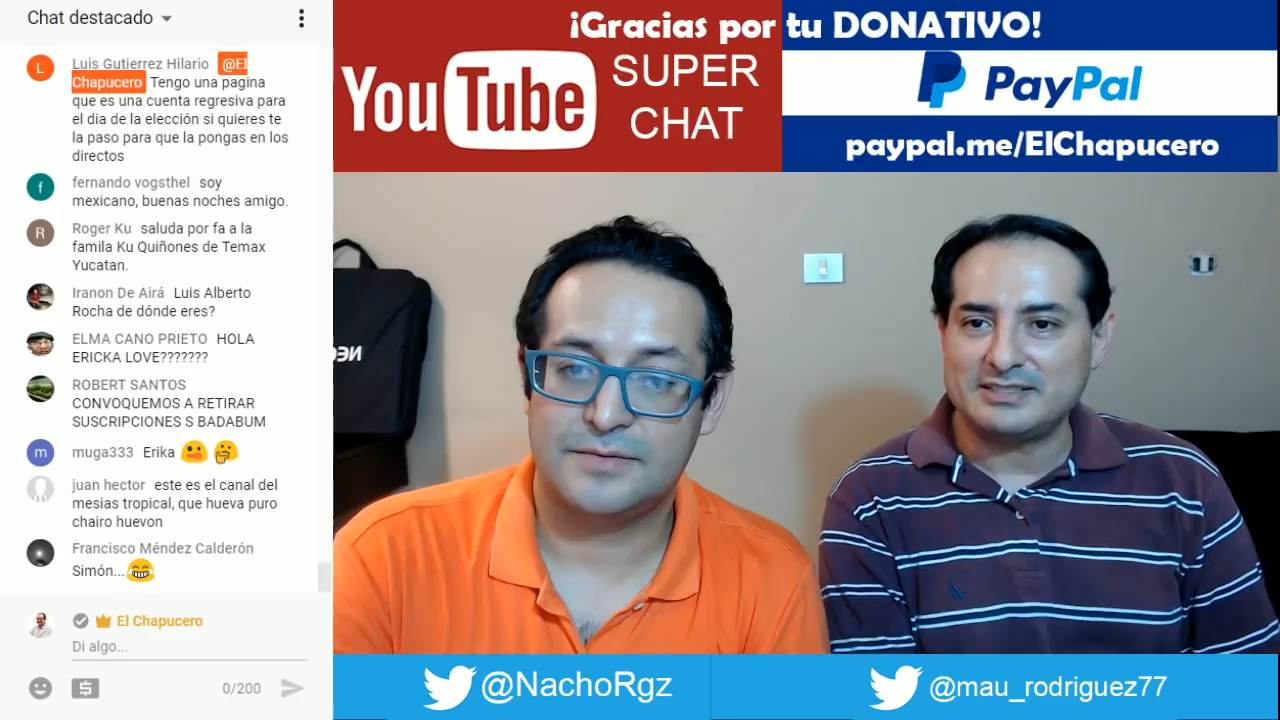 Chat destacado
Luis Gutierrez Hilario @El
Chapucero Tengo una pagina
que es una cuenta regresiva para
el dia de la elección si quieres te
la paso para que la pongas en los
directos
fernando vogsthel soy
mexicano, buenas noches amigo.
Roger Ku saluda por fa a la
famila Ku Quiñones de Temax
Yucatan.
Iranon De Airá Luis Alberto
Rocha de dónde eres?
ELMA CANO PRIETO HOLA
ERICKA LOVE???????
ROBERT SANTOS
CONVOQUEMOS A RETIRAR
SUSCRIPCIONES S BADABUM
muga333 Erika
juan hector este es el canal del
mesias tropical, que hueva puro
chairo huevon
Francisco Méndez Calderón
Simón...
El Chapucero
Di algo...
0/200
¡Gracias por tu DONATIVO!
YouTube
SUPER
CHAT
PayPal
paypal.me/ElChapucero
@NachoRgz
@mau_rodriguez77
L
f
R
m